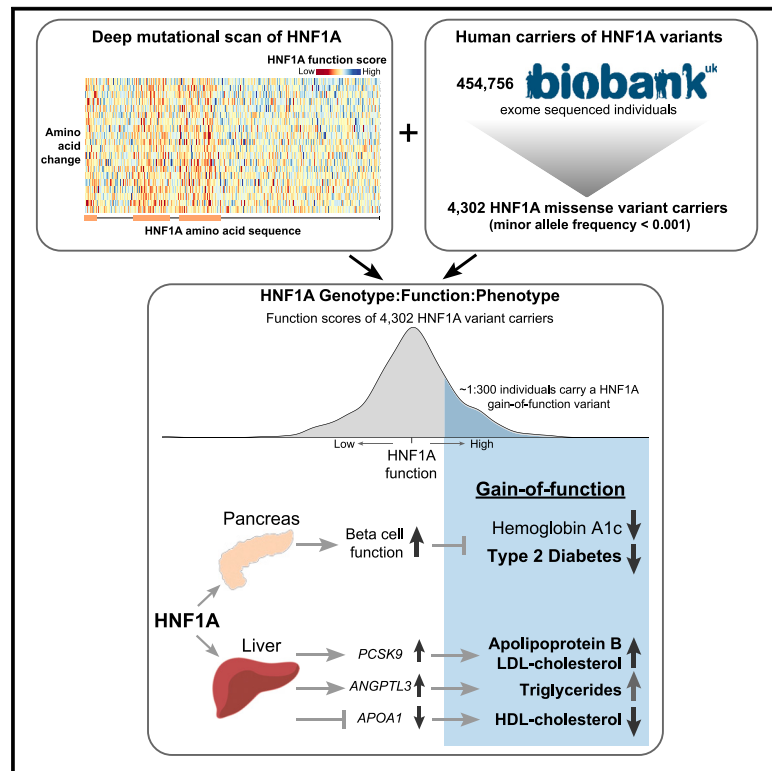 Deep mutational scan of HNF1A
HNF1A function score
Low High
Amino
acid
change
HNF1A amino acid sequence
+
Human carriers of HNF1A variants
454,756 biobank uk
exome sequenced individuals
4,302 HNF1A missense variant carriers
(minor allele frequency < 0.001)
HNF1A Genotype:Function:Phenotype
Function scores of 4,302 HNF1A variant carriers
~1:300 individuals carry a HNF1A
gain-of-function variant
Low High
HNF1A
function
Gain-of-function
Pancreas
Beta cell
function
Hemoglobin A1c
Type 2 Diabetes
HNF1A
Liver
PCSK9
Apolipoprotein B
LDL-cholesterol
ANGPTL3
Triglycerides
APOA1
HDL-cholesterol